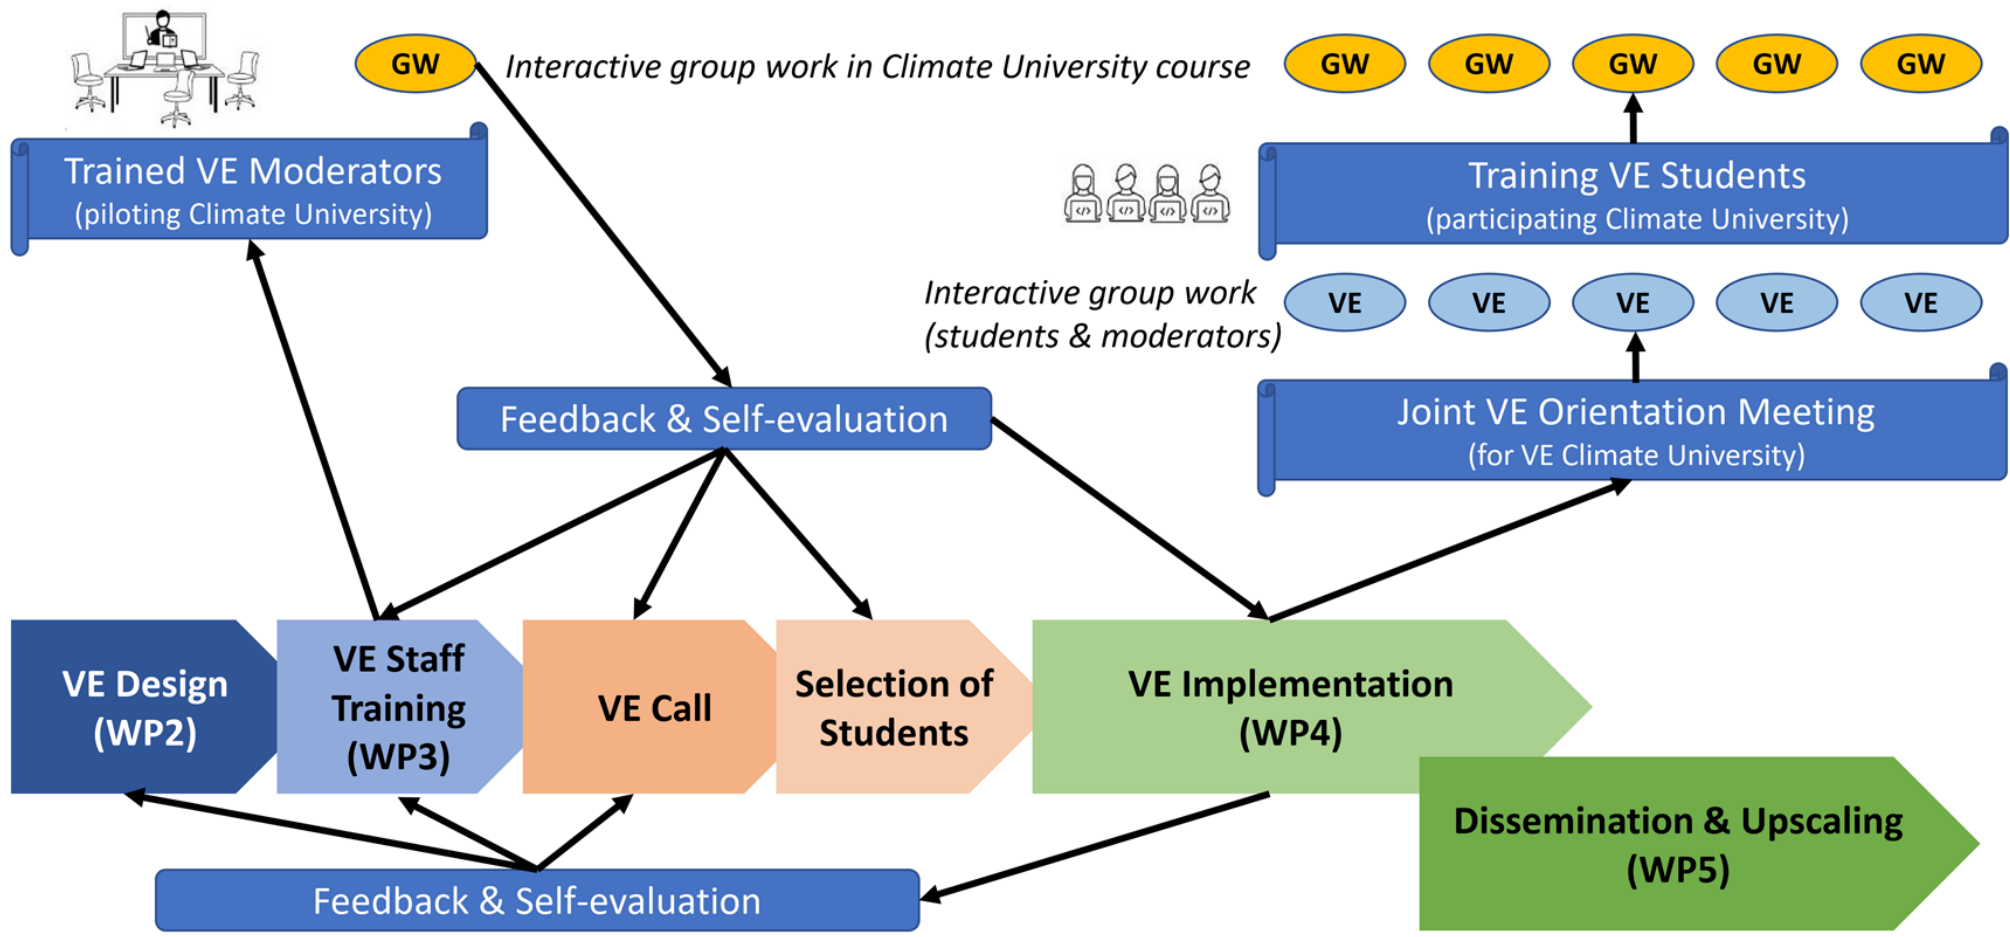 GW
Interactive group work in Climate University course
GW
GW
GW
GW
GW
Trained VE Moderators
(piloting Climate University)
Training VE Students
(participating Climate University)
Interactive group work
(students & moderators)
VE
VE
VE
VE
VE
Feedback & Self-evaluation
Joint VE Orientation Meeting
(for VE Climate University)
VE Design
(WP2)
VE Staff
Training
(WP3)
VE Call
Selection of
Students
VE Implementation
(WP4)
Dissemination & Upscaling
(WP5)
Feedback & Self-evaluation